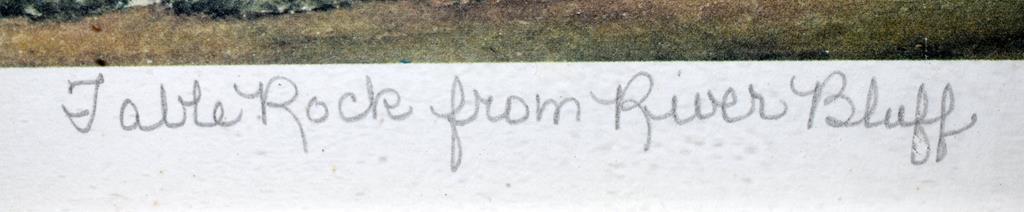 Table Rock from River Bluff